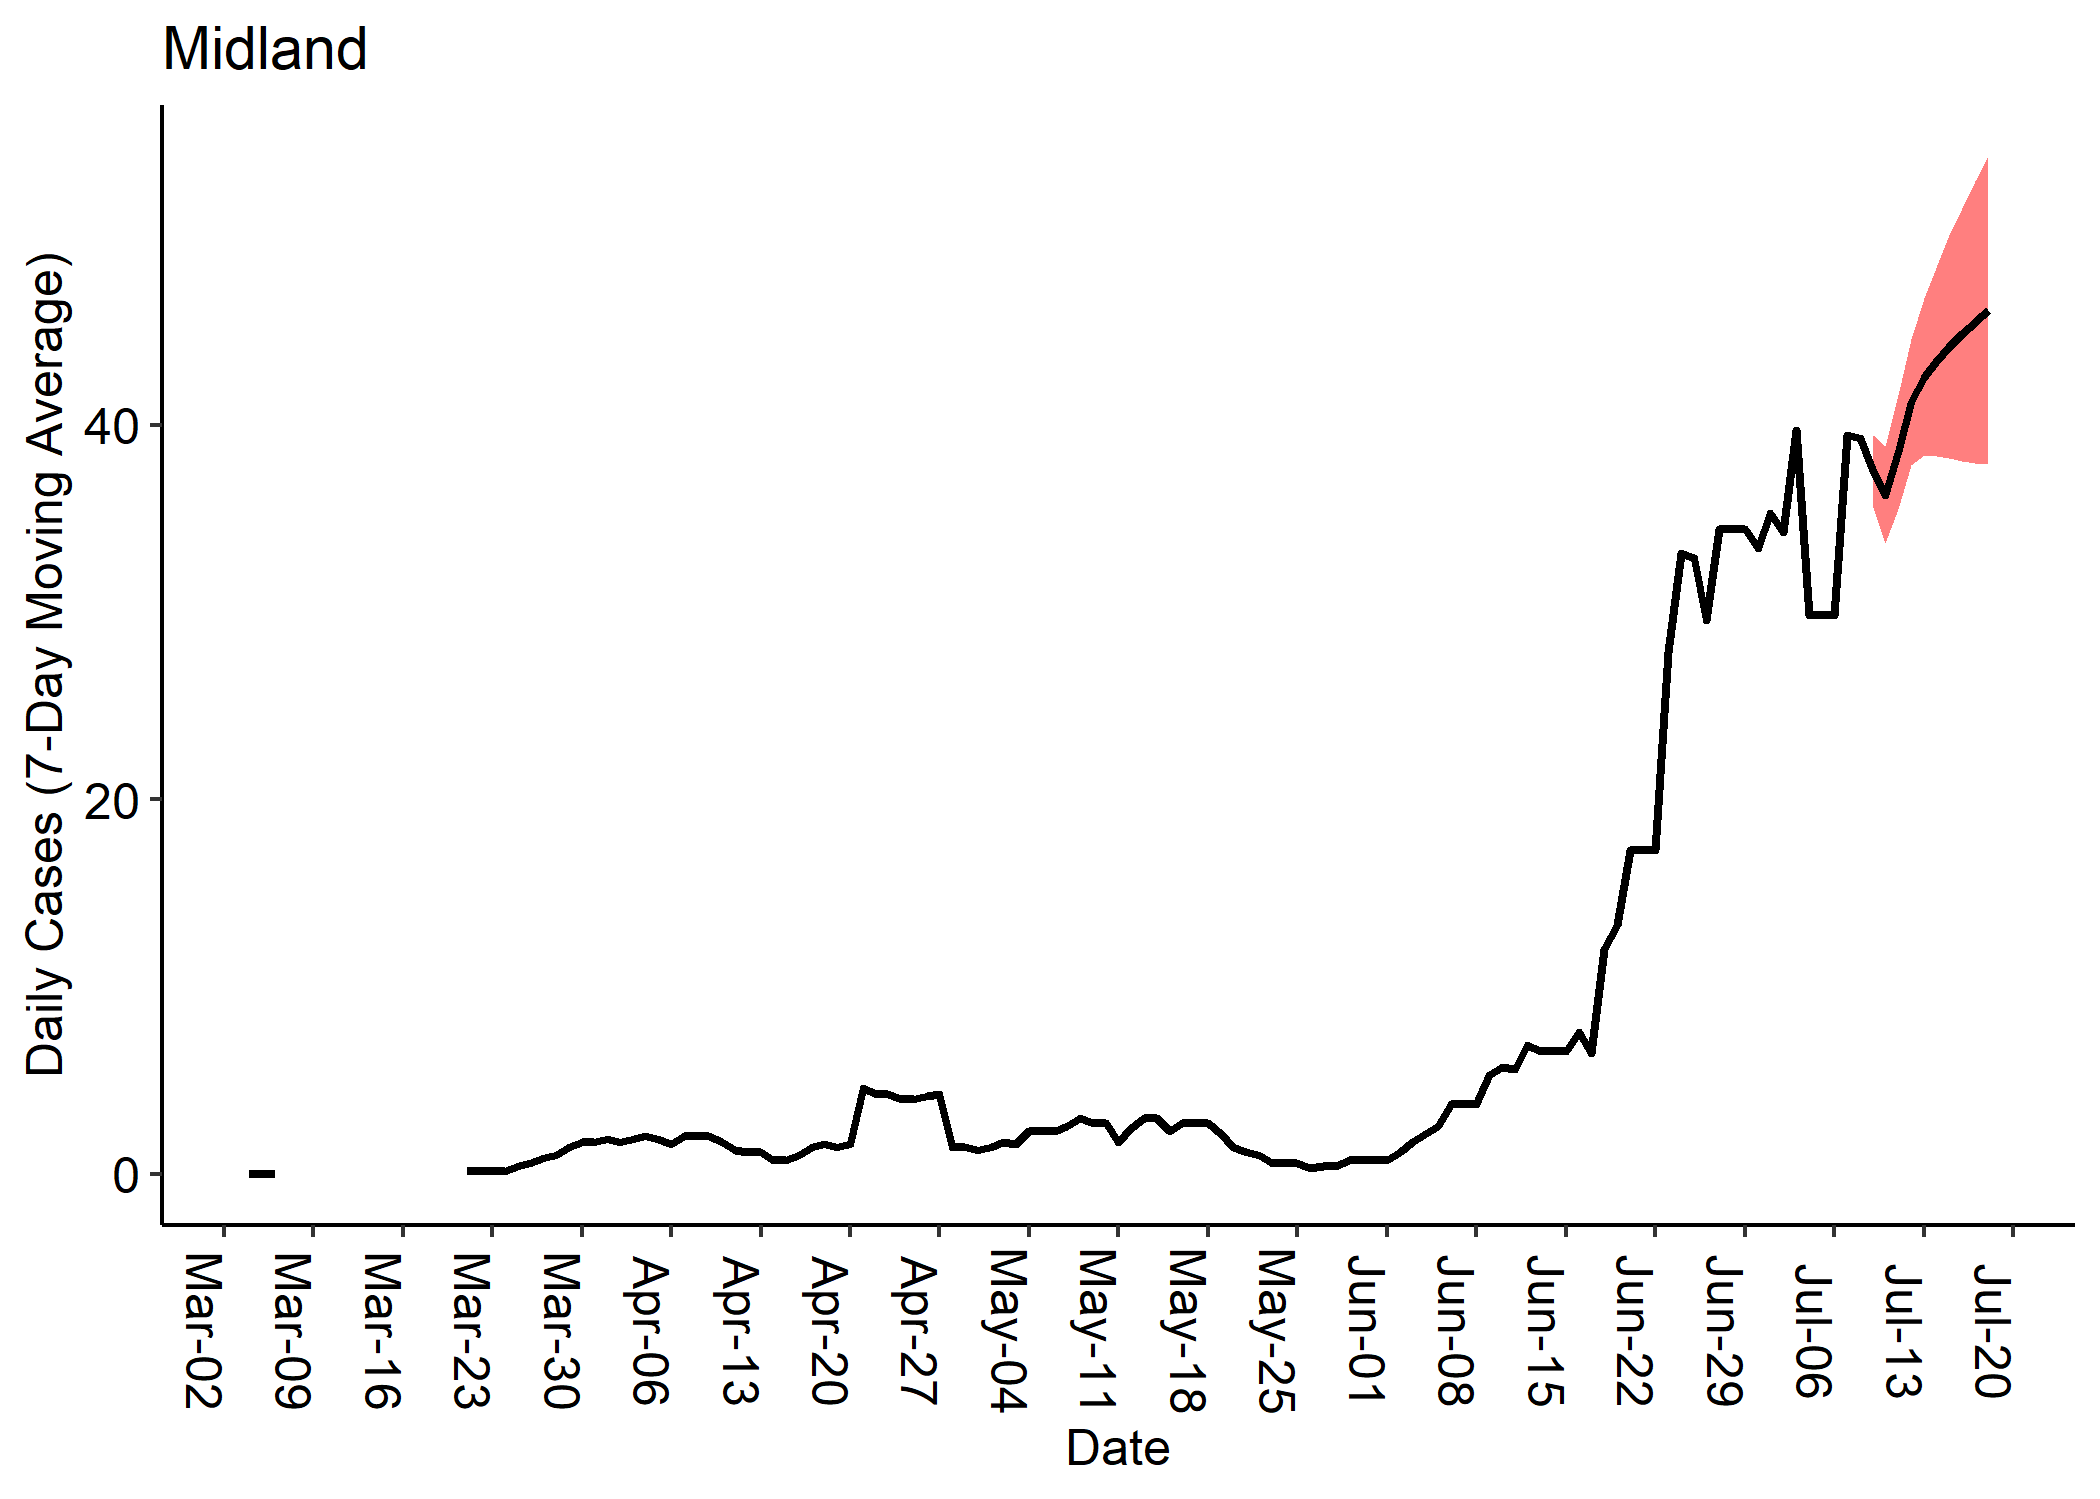 Midland
Daily Cases (7-Day Moving Average)
40
20
0
Mar-02
Mar-09
Mar-16
Mar-23
Mar-30
Apr-06
Apr-13
Apr-20
Apr-27
May-04
May-11
May-18
May-25
Jun-01
Jun-08
Jun-15
Jun-22
Jun-29
Jul-06
Jul-13
Jul-20
Date